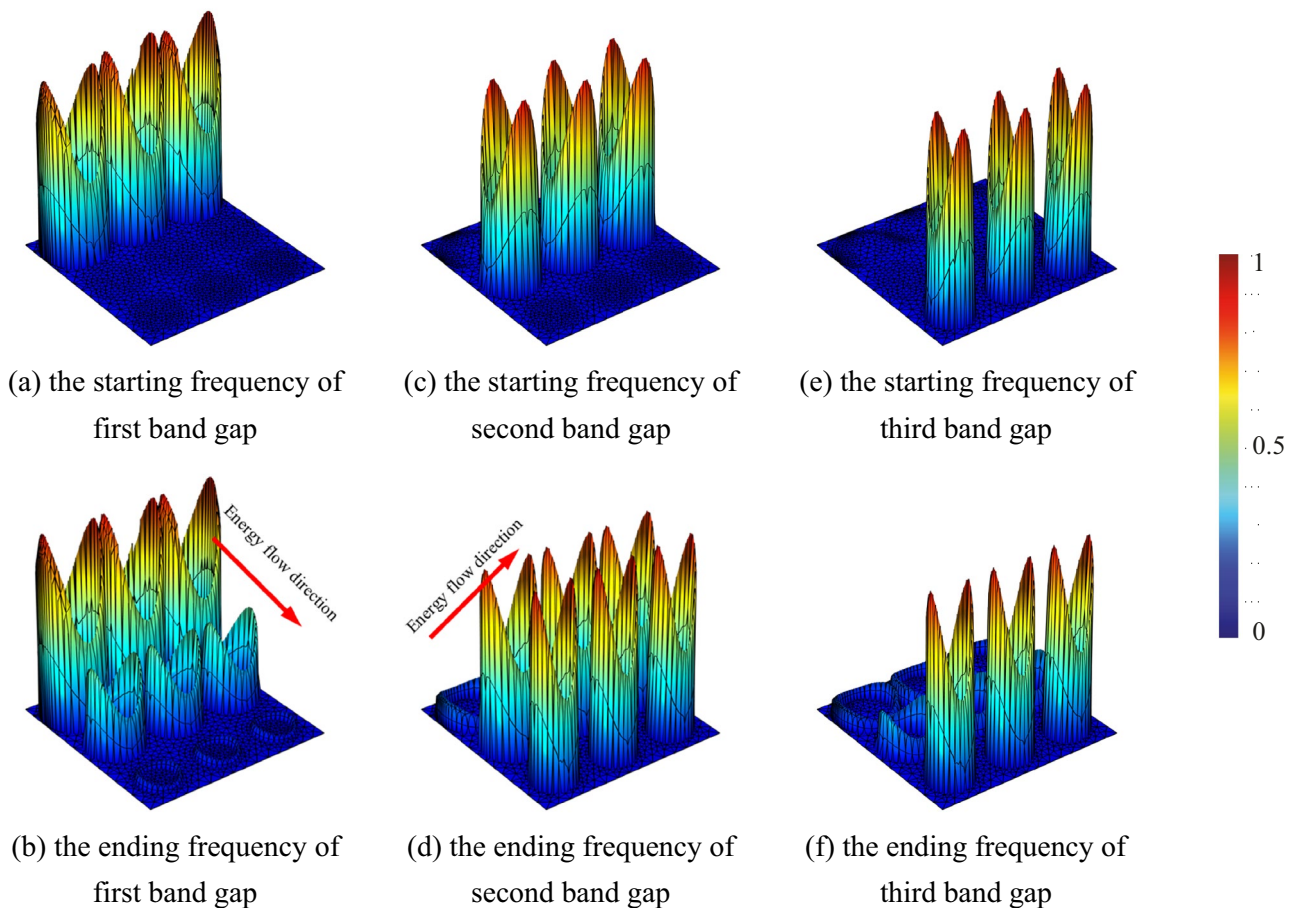 (a) the starting frequency of
first band gap
(c) the starting frequency of
second band gap
(e) the starting frequency of
third band gap
1
0.5
0
Energy flow direction
Energy flow direction
(b) the ending frequency of
first band gap
(d) the ending frequency of
second band gap
(f) the ending frequency of
third band gap